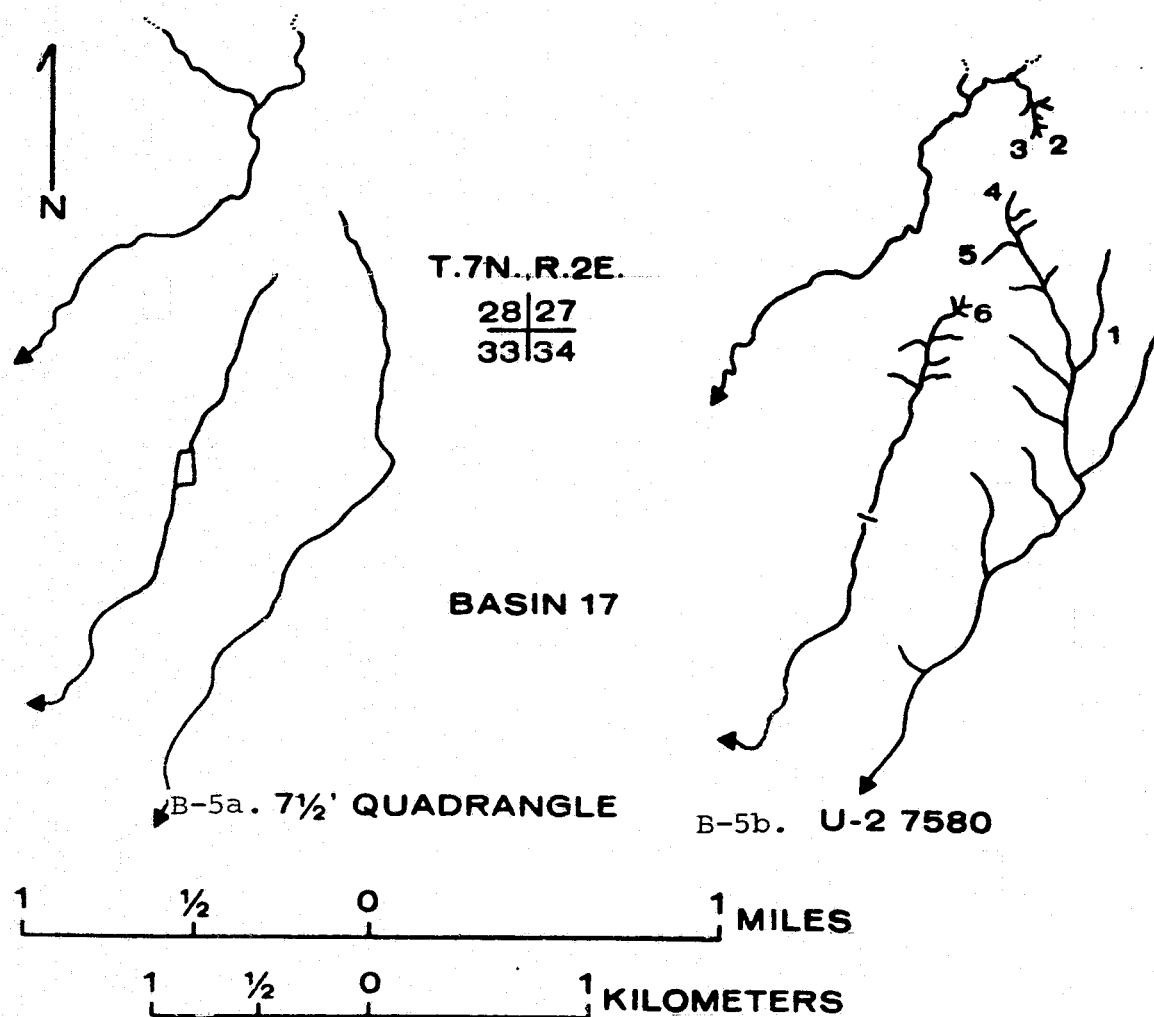 N
T.7N., R.2E.
28 27
33 34
BASIN 17
3 2
4
5
6
1
B-5a. 7½' QUADRANGLE
B-5b. U-2 7580
1 ½ 0 1 MILES
1 ½ 0 1 KILOMETERS